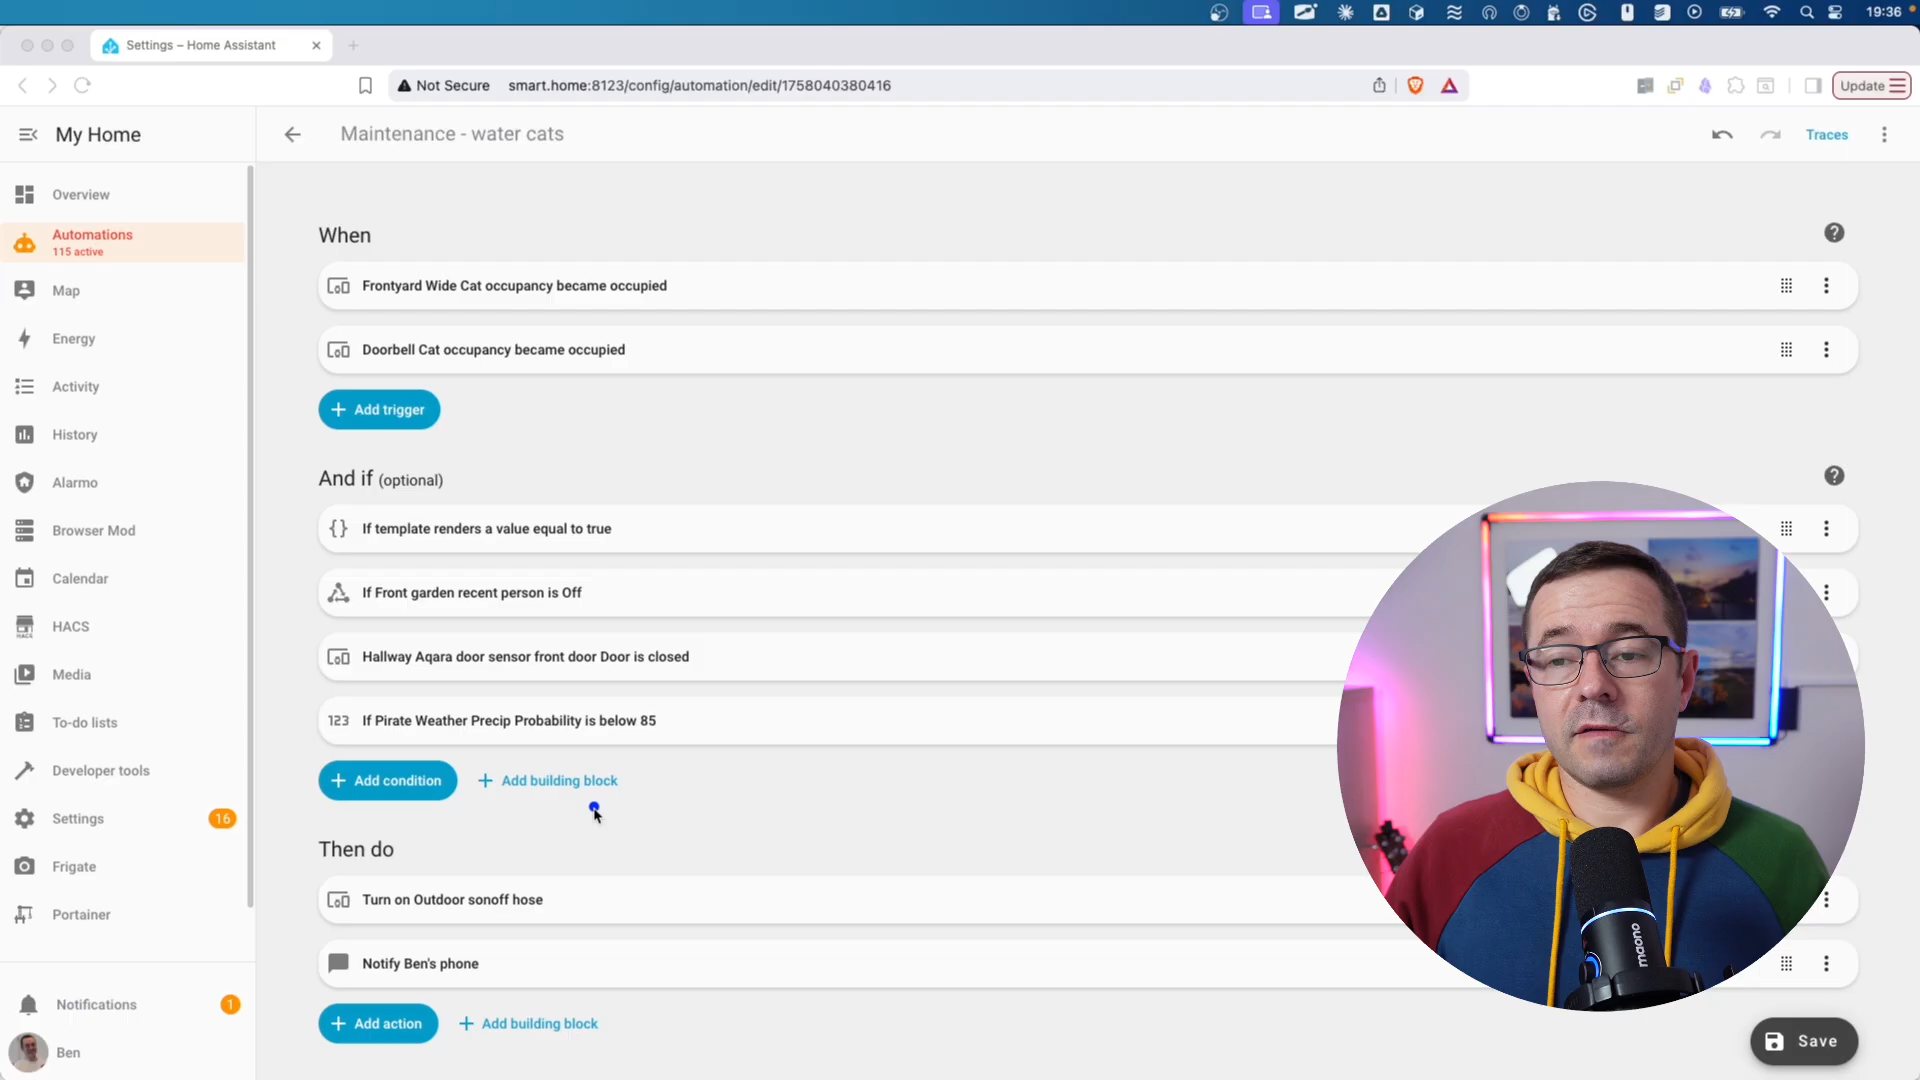 19:36
Settings – Home Assistant
Not Secure smart.home:8123/config/automation/edit/1758040380416
Update
My Home
Maintenance - water cats
Traces
Overview
Automations
115 active
Map
Energy
Activity
History
Alarmo
Browser Mod
Calendar
HACS
HACS
Media
To-do lists
Developer tools
Settings
16
Frigate
Portainer
Notifications
1
Ben
When
Frontyard Wide Cat occupancy became occupied
Doorbell Cat occupancy became occupied
Add trigger
And if (optional)
If template renders a value equal to true
If Front garden recent person is Off
Hallway Aqara door sensor front door Door is closed
123 If Pirate Weather Precip Probability is below 85
Add condition
Add building block
Then do
Turn on Outdoor sonoff hose
Notify Ben's phone
Add action
Add building block
Save
maono